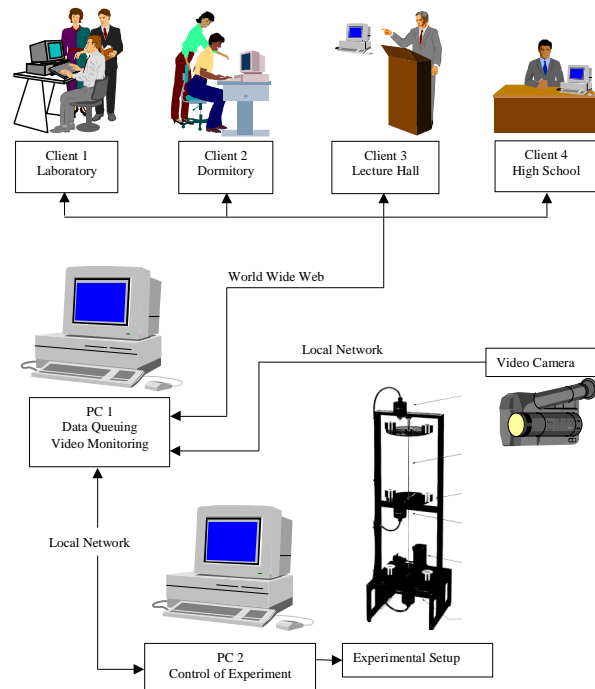 Client 1
Laboratory
Client 2
Dormitory
Client 3
Lecture Hall
Client 4
High School
World Wide Web
Local Network
Video Camera
PC 1
Data Queuing
Video Monitoring
Local Network
PC 2
Control of Experiment
Experimental Setup